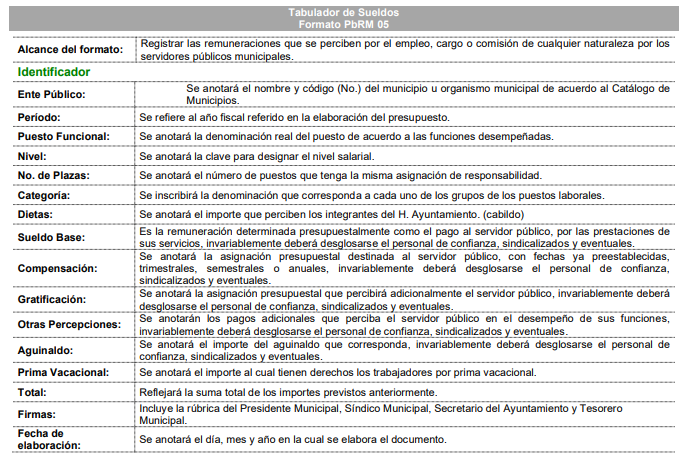 Tabulador de Sueldos
Formato PbRM 05
Alcance del formato: Registrar las remuneraciones que se perciben por el empleo, cargo o comisión de cualquier naturaleza por los
servidores públicos municipales.
Identificador
Ente Público: Se anotará el nombre y código (No.) del municipio u organismo municipal de acuerdo al Catálogo de
Municipios.
Período: Se refiere al año fiscal referido en la elaboración del presupuesto.
Puesto Funcional: Se anotará la denominación real del puesto de acuerdo a las funciones desempeñadas.
Nivel: Se anotará la clave para designar el nivel salarial.
No. de Plazas: Se anotará el número de puestos que tenga la misma asignación de responsabilidad.
Categoría: Se inscribirá la denominación que corresponda a cada uno de los grupos de los puestos laborales.
Dietas: Se anotará el importe que perciben los integrantes del H. Ayuntamiento. (cabildo)
Sueldo Base: Es la remuneración determinada presupuestalmente como el pago al servidor público, por las prestaciones de
sus servicios, invariablemente deberá desglosarse el personal de confianza, sindicalizados y eventuales.
Compensación: Se anotará la asignación presupuestal destinada al servidor público, con fechas ya preestablecidas,
trimestrales, semestrales o anuales, invariablemente deberá desglosarse el personal de confianza,
sindicalizados y eventuales.
Gratificación: Se anotarán la asignación presupuestal que percibirá adicionalmente el servidor público, invariablemente deberá
desglosarse el personal de confianza, sindicalizados y eventuales.
Otras Percepciones: Se anotarán los pagos adicionales que perciba el servidor público en el desempeño de sus funciones,
invariablemente deberá desglosarse el personal de confianza, sindicalizados y eventuales.
Aguinaldo: Se anotará el importe del aguinaldo que corresponda, invariablemente deberá desglosarse el personal de
confianza, sindicalizados y eventuales.
Prima Vacacional: Se anotará el importe al cual tienen derechos los trabajadores por prima vacacional.
Total: Reflejará la suma total de los importes previstos anteriormente.
Firmas: Incluye la rúbrica del Presidente Municipal, Síndico Municipal, Secretario del Ayuntamiento y Tesorero
Municipal.
Fecha de
elaboración: Se anotará el día, mes y año en la cual se elabora el documento.